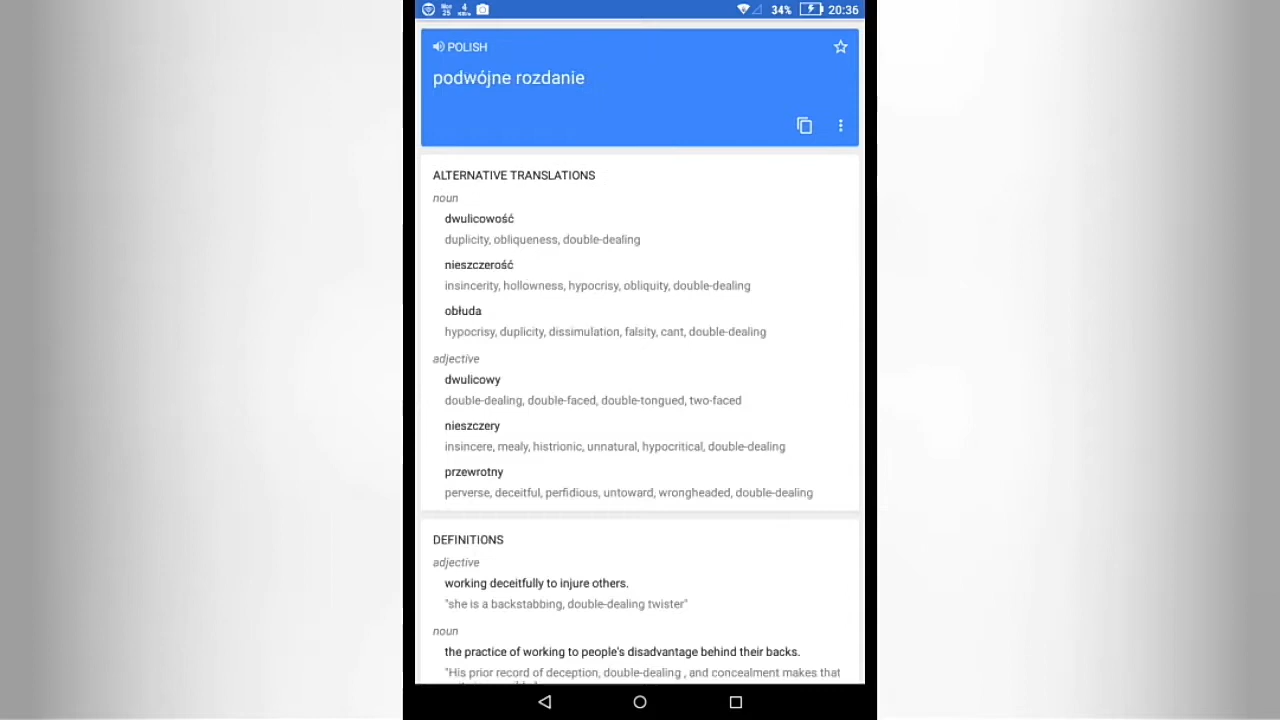 Mon 25 4 KB/s 34% 20:36
POLISH
podwójne rozdanie
ALTERNATIVE TRANSLATIONS
noun
dwulicowość
duplicity, obliqueness, double-dealing
nieszczerość
insincerity, hollowness, hypocrisy, obliquity, double-dealing
obłuda
hypocrisy, duplicity, dissimulation, falsity, cant, double-dealing
adjective
dwulicowy
double-dealing, double-faced, double-tongued, two-faced
nieszczery
insincere, mealy, histrionic, unnatural, hypocritical, double-dealing
przewrotny
perverse, deceitful, perfidious, untoward, wrongheaded, double-dealing
DEFINITIONS
adjective
working deceitfully to injure others.
"she is a backstabbing, double-dealing twister"
noun
the practice of working to people's disadvantage behind their backs.
"His prior record of deception, double-dealing , and concealment makes that